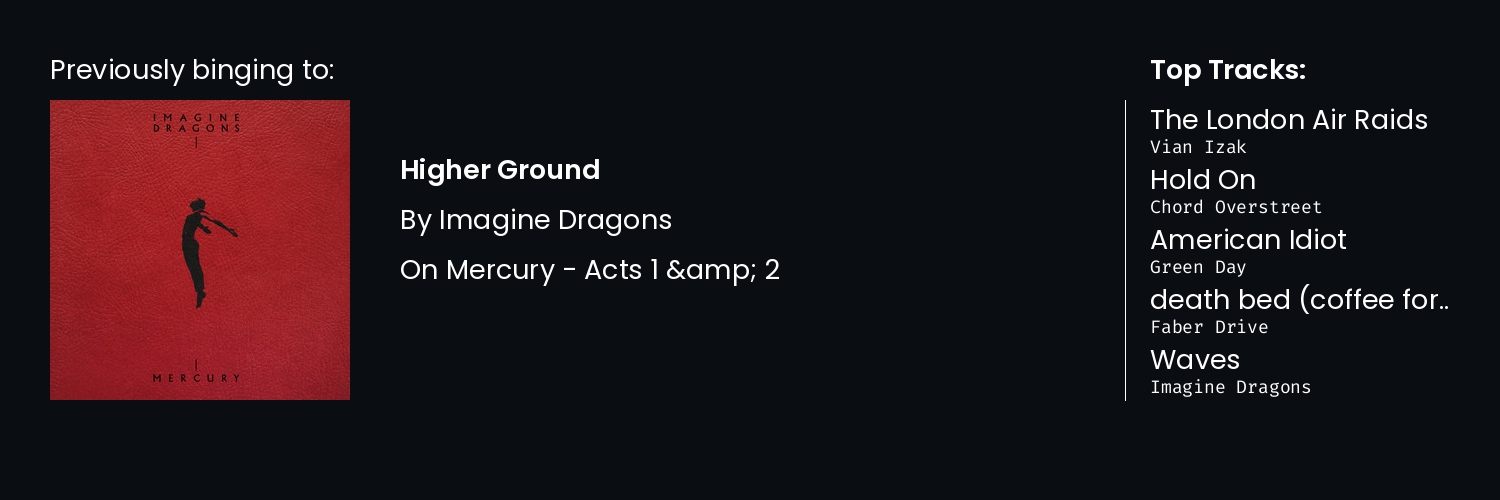 Previously binging to:
IMAGINE
DRAGONS
MERCURY
Higher Ground
By Imagine Dragons
On Mercury - Acts 1 &amp; 2
Top Tracks:
The London Air Raids
Vian Izak
Hold On
Chord Overstreet
American Idiot
Green Day
death bed (coffee for..
Faber Drive
Waves
Imagine Dragons